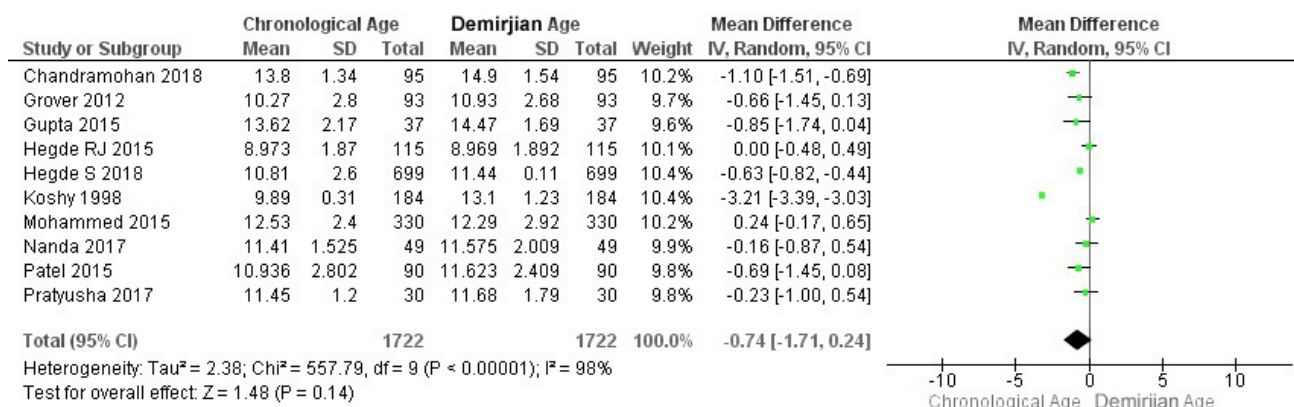 Chronological Age Demirjian Age Mean Difference Mean Difference
Study or Subgroup Mean SD Total Mean SD Total Weight IV, Random, 95% CI IV, Random, 95% CI
Chandramohan 2018 13.8 1.34 95 14.9 1.54 95 10.2% -1.10 [-1.51, -0.69]
Grover 2012 10.27 2.8 93 10.93 2.68 93 9.7% -0.66 [-1.45, 0.13]
Gupta 2015 13.62 2.17 37 14.47 1.69 37 9.6% -0.85 [-1.74, 0.04]
Hegde RJ 2015 8.973 1.87 115 8.969 1.892 115 10.1% 0.00 [-0.48, 0.49]
Hegde S 2018 10.81 2.6 699 11.44 0.11 699 10.4% -0.63 [-0.82, -0.44]
Koshy 1998 9.89 0.31 184 13.1 1.23 184 10.4% -3.21 [-3.39, -3.03]
Mohammed 2015 12.53 2.4 330 12.29 2.92 330 10.2% 0.24 [-0.17, 0.65]
Nanda 2017 11.41 1.525 49 11.575 2.009 49 9.9% -0.16 [-0.87, 0.54]
Patel 2015 10.936 2.802 90 11.623 2.409 90 9.8% -0.69 [-1.45, 0.08]
Pratyusha 2017 11.45 1.2 30 11.68 1.79 30 9.8% -0.23 [-1.00, 0.54]
Total (95% CI) 1722 1722 100.0% -0.74 [-1.71, 0.24]
Heterogeneity: Tau² = 2.38; Chi² = 557.79, df = 9 (P < 0.00001); I² = 98%
Test for overall effect: Z = 1.48 (P = 0.14)
-10 -5 0 5 10
Chronological Age Demirjian Age